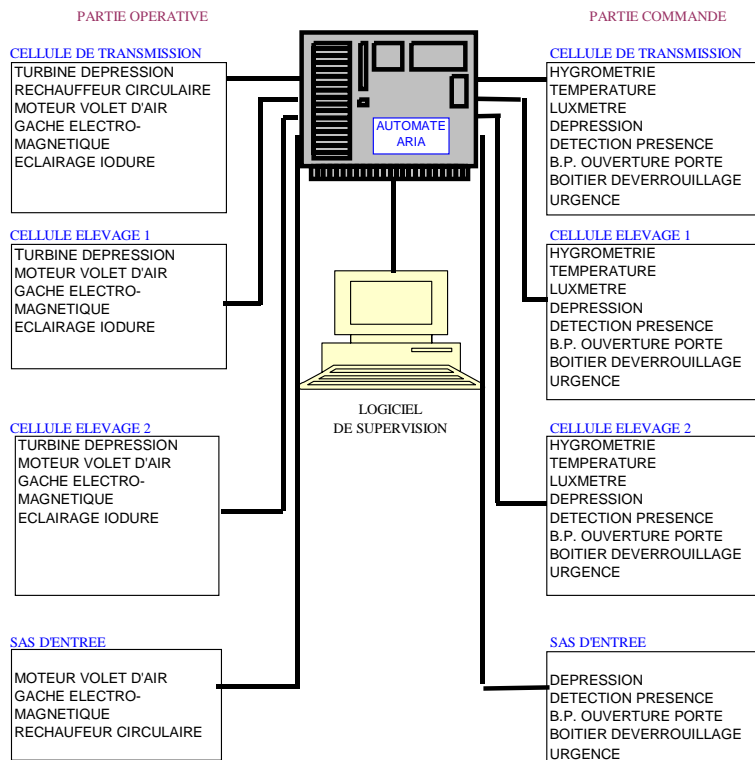 PARTIE OPERATIVE
CELLULE DE TRANSMISSION
TURBINE DEPRESSION
RECHAUFFEUR CIRCULAIRE
MOTEUR VOLET D'AIR
GACHE ELECTRO-
MAGNETIQUE
ECLAIRAGE IODURE
CELLULE ELEVAGE 1
TURBINE DEPRESSION
MOTEUR VOLET D'AIR
GACHE ELECTRO-
MAGNETIQUE
ECLAIRAGE IODURE
CELLULE ELEVAGE 2
TURBINE DEPRESSION
MOTEUR VOLET D'AIR
GACHE ELECTRO-
MAGNETIQUE
ECLAIRAGE IODURE
SAS D'ENTREE
MOTEUR VOLET D'AIR
GACHE ELECTRO-
MAGNETIQUE
RECHAUFEUR CIRCULAIRE
AUTOMATE
ARIA
LOGICIEL
DE SUPERVISION
PARTIE COMMANDE
CELLULE DE TRANSMISSION
HYGROMETRIE
TEMPERATURE
LUXMETRE
DEPRESSION
DETECTION PRESENCE
B.P. OUVERTURE PORTE
BOITIER DEVERROUILLAGE
URGENCE
CELLULE ELEVAGE 1
HYGROMETRIE
TEMPERATURE
LUXMETRE
DEPRESSION
DETECTION PRESENCE
B.P. OUVERTURE PORTE
BOITIER DEVERROUILLAGE
URGENCE
CELLULE ELEVAGE 2
HYGROMETRIE
TEMPERATURE
LUXMETRE
DEPRESSION
DETECTION PRESENCE
B.P. OUVERTURE PORTE
BOITIER DEVERROUILLAGE
URGENCE
SAS D'ENTREE
DEPRESSION
DETECTION PRESENCE
B.P. OUVERTURE PORTE
BOITIER DEVERROUILLAGE
URGENCE